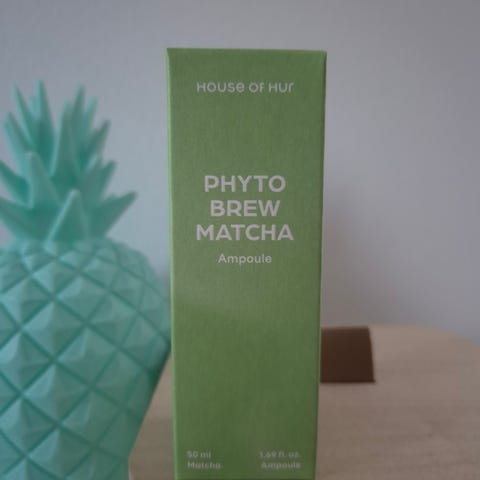 HOUSE OF HUR
PHYTO
BREW
MATCHA
Ampoule
50 ml 1.69 fl. oz.
Matcha Ampoule